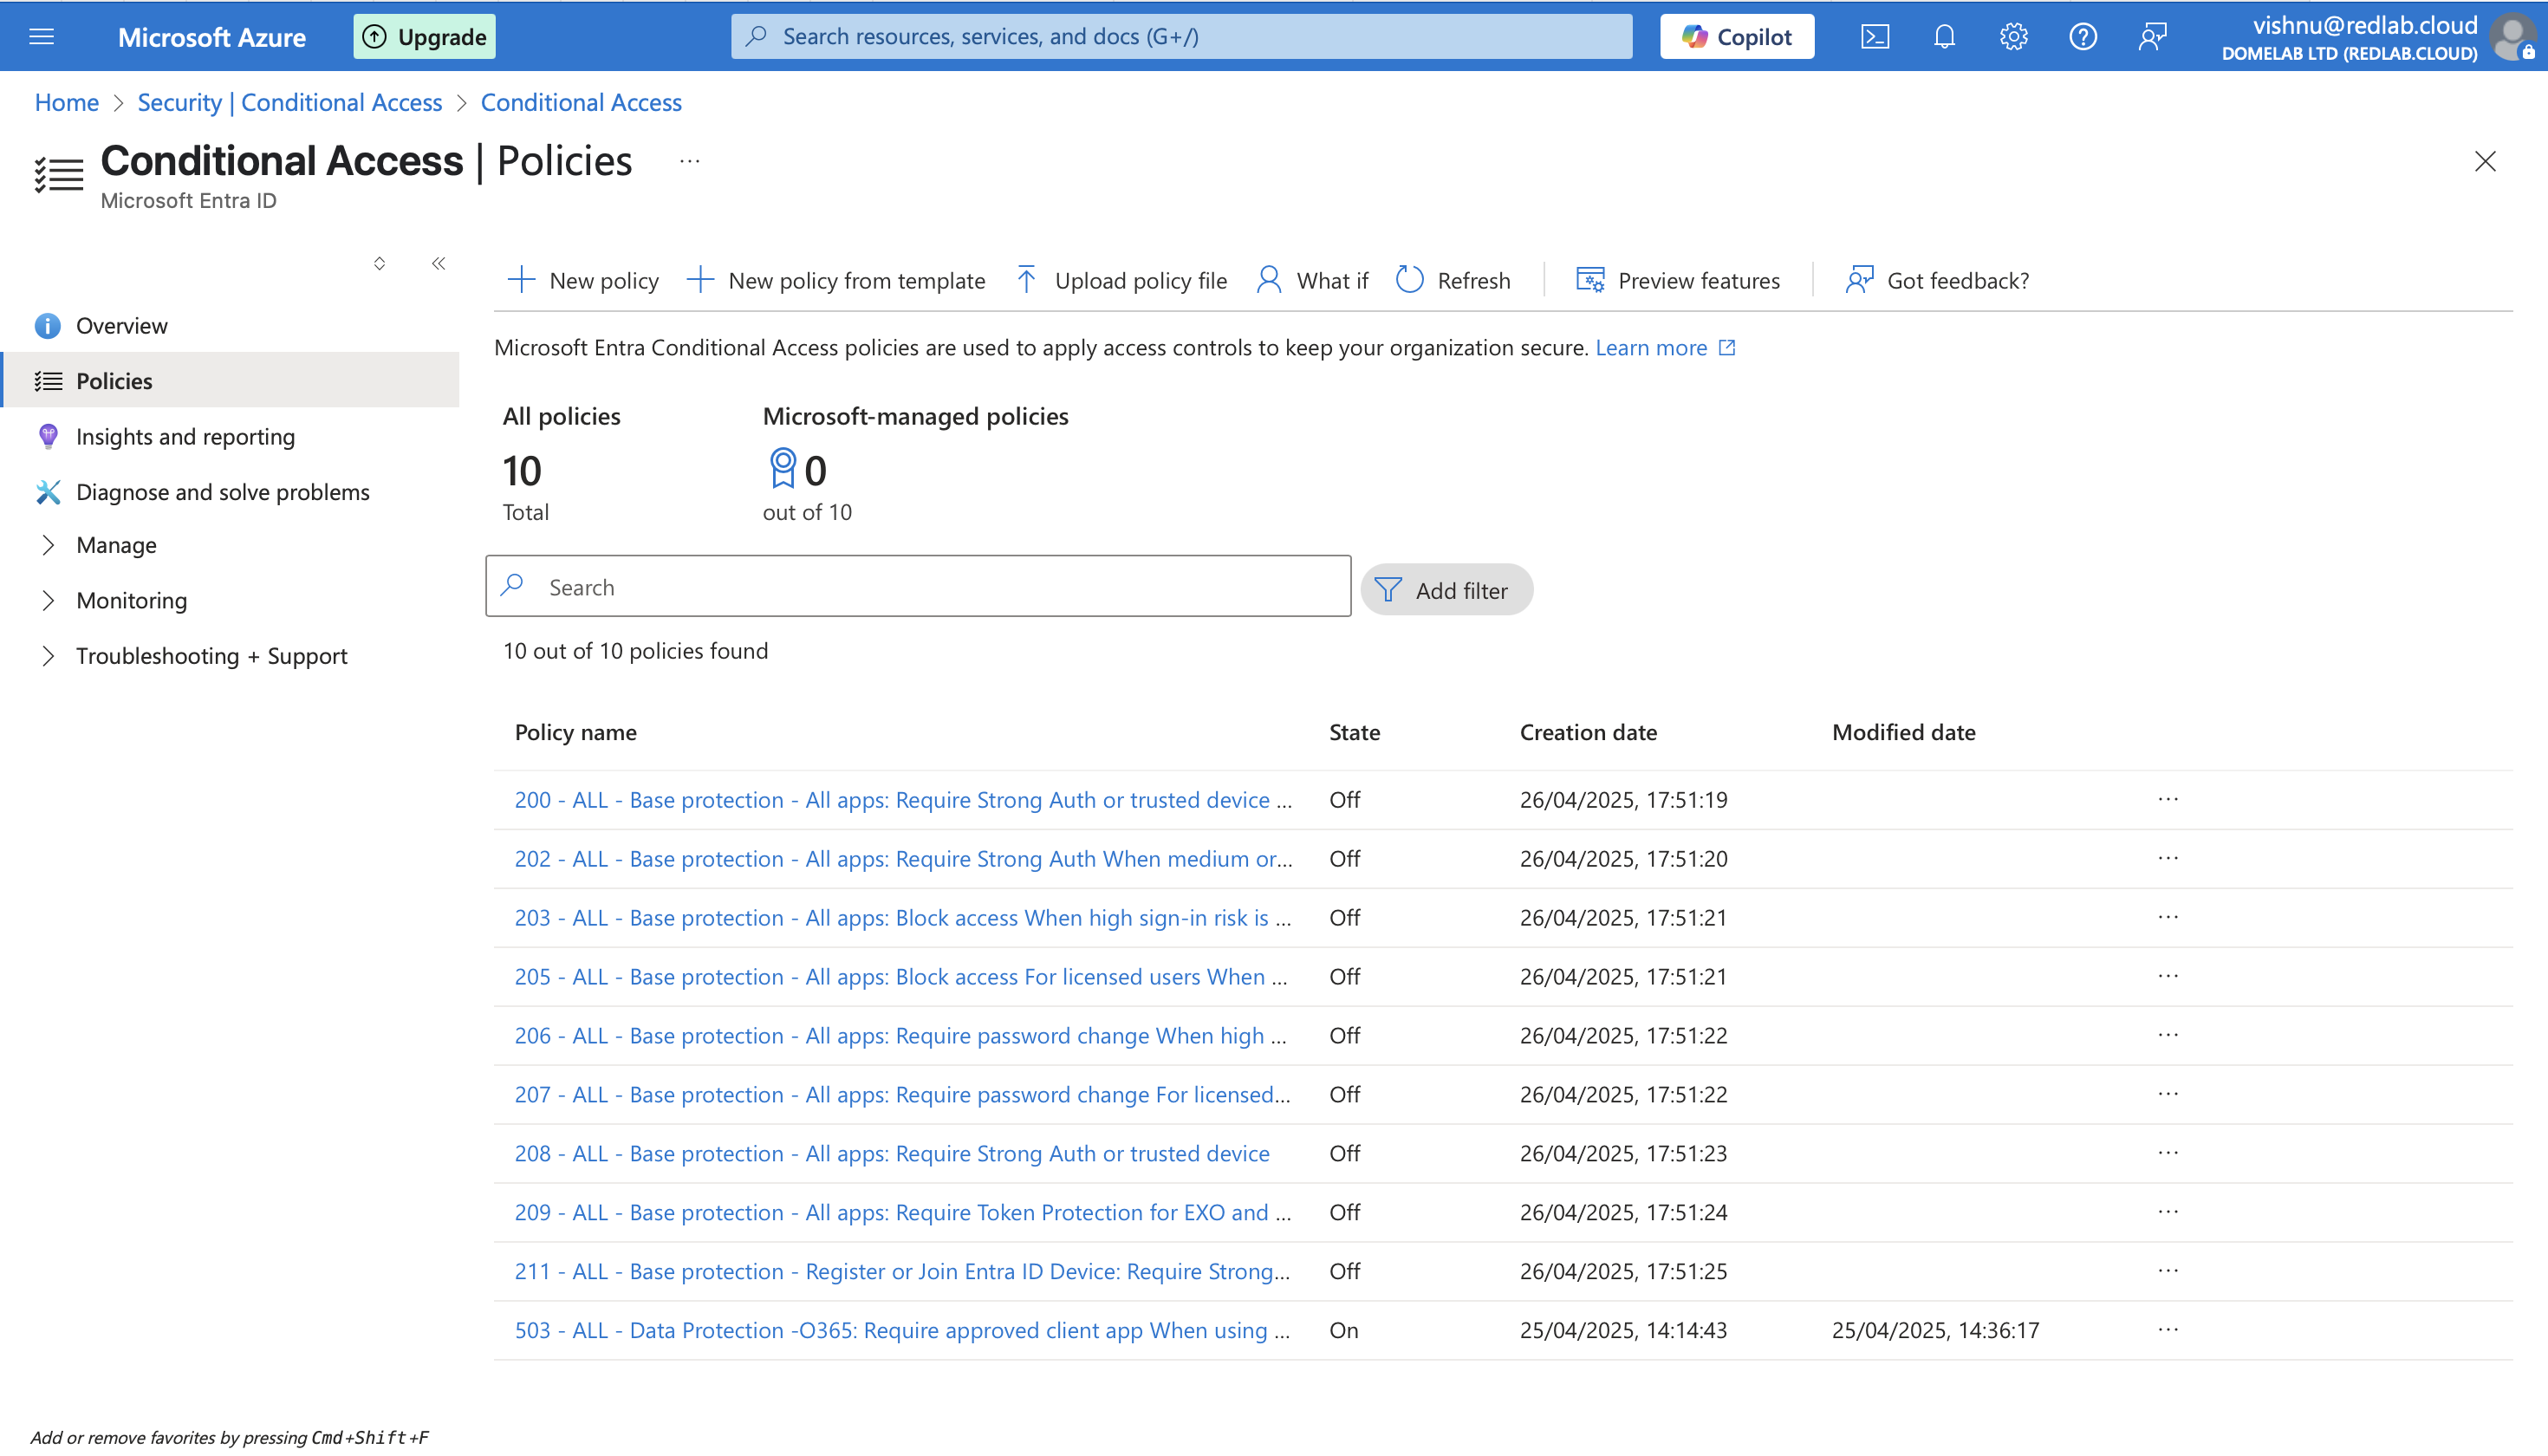 Microsoft Azure
Upgrade
Search resources, services, and docs (G+/)
Copilot
vishnu@redlab.cloud
DOMELAB LTD (REDLAB.CLOUD)
Home > Security | Conditional Access > Conditional Access
Conditional Access | Policies ...
Microsoft Entra ID
New policy
New policy from template
Upload policy file
What if
Refresh
Preview features
Got feedback?
Overview
Policies
Insights and reporting
Diagnose and solve problems
Manage
Monitoring
Troubleshooting + Support
Microsoft Entra Conditional Access policies are used to apply access controls to keep your organization secure. Learn more
All policies
10
Total
Microsoft-managed policies
0
out of 10
Search
Add filter
10 out of 10 policies found
Policy name State Creation date Modified date
200 - ALL - Base protection - All apps: Require Strong Auth or trusted device ... Off 26/04/2025, 17:51:19 ...
202 - ALL - Base protection - All apps: Require Strong Auth When medium or... Off 26/04/2025, 17:51:20 ...
203 - ALL - Base protection - All apps: Block access When high sign-in risk is ... Off 26/04/2025, 17:51:21 ...
205 - ALL - Base protection - All apps: Block access For licensed users When ... Off 26/04/2025, 17:51:21 ...
206 - ALL - Base protection - All apps: Require password change When high ... Off 26/04/2025, 17:51:22 ...
207 - ALL - Base protection - All apps: Require password change For licensed... Off 26/04/2025, 17:51:22 ...
208 - ALL - Base protection - All apps: Require Strong Auth or trusted device Off 26/04/2025, 17:51:23 ...
209 - ALL - Base protection - All apps: Require Token Protection for EXO and ... Off 26/04/2025, 17:51:24 ...
211 - ALL - Base protection - Register or Join Entra ID Device: Require Strong... Off 26/04/2025, 17:51:25 ...
503 - ALL - Data Protection -O365: Require approved client app When using ... On 25/04/2025, 14:14:43 25/04/2025, 14:36:17 ...
Add or remove favorites by pressing Cmd+Shift+F